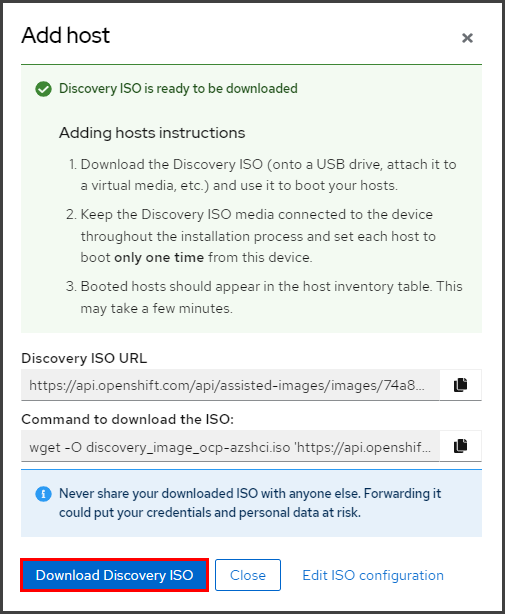 Add host
Discovery ISO is ready to be downloaded
Adding hosts instructions
1. Download the Discovery ISO (onto a USB drive, attach it to
a virtual media, etc.) and use it to boot your hosts.
2. Keep the Discovery ISO media connected to the device
throughout the installation process and set each host to
boot only one time from this device.
3. Booted hosts should appear in the host inventory table. This
may take a few minutes.
Discovery ISO URL
https://api.openshift.com/api/assisted-images/images/74a8...
Command to download the ISO:
wget -O discovery_image_ocp-azshci.iso 'https://api.openshif...
Never share your downloaded ISO with anyone else. Forwarding it
could put your credentials and personal data at risk.
Download Discovery ISO Close Edit ISO configuration